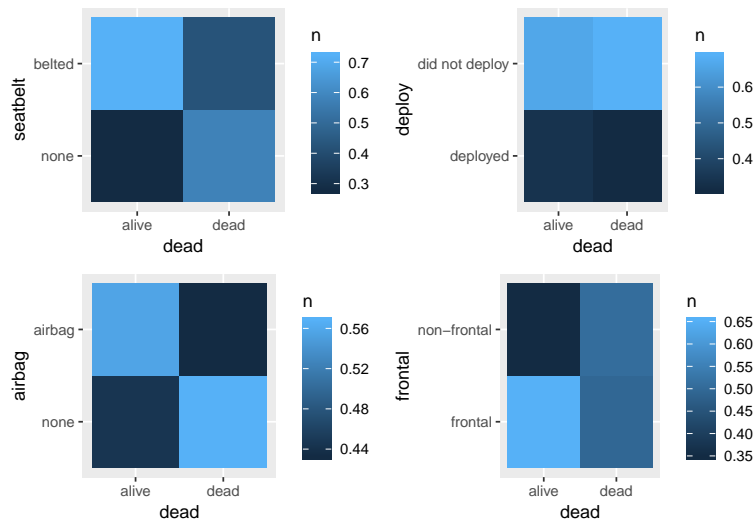 n
seatbelt
belted
none
0.7
0.6
0.5
0.4
0.3
alive dead
dead
n
deploy
did not deploy
deployed
0.6
0.5
0.4
alive dead
dead
n
airbag
airbag
none
0.56
0.52
0.48
0.44
alive dead
dead
n
frontal
non-frontal
frontal
0.65
0.60
0.55
0.50
0.45
0.40
0.35
alive dead
dead